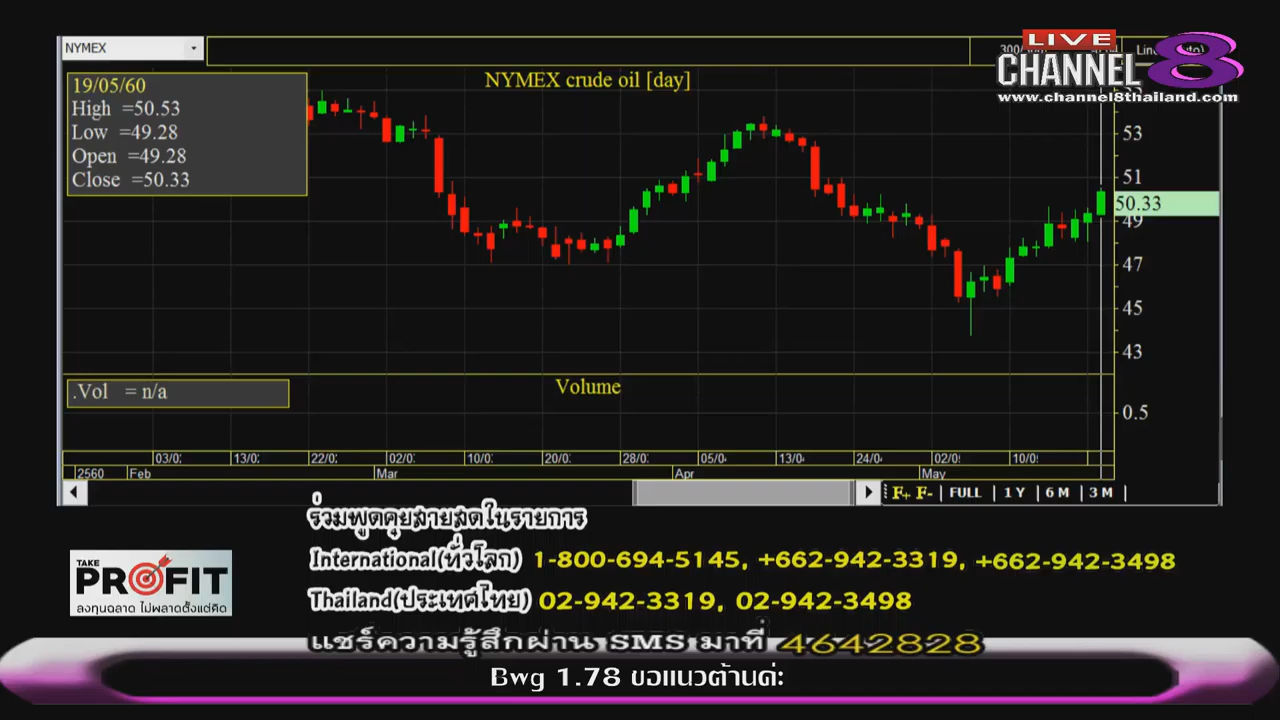 NYMEX
LIVE
CHANNEL 8
www.channel8thailand.com
NYMEX crude oil [day]
19/05/60
High =50.53
Low =49.28
Open =49.28
Close =50.33
53
51
50.33
49
47
45
43
.Vol = n/a
Volume
0.5
03/0 13/0 22/0 02/0 10/0 20/0 28/0 05/0 13/0 24/0 02/0 10/0
2560 Feb Mar Apr May
F+ F- FULL 1 Y 6 M 3 M
ร่วมพูดคุยสายสดในรายการ
International(ทั่วโลก) 1-800-694-5145, +662-942-3319, +662-942-3498
Thailand(ประเทศไทย) 02-942-3319, 02-942-3498
TAKE PROFIT
ลงทุนฉลาด ไม่พลาดตั้งแต่คิด
แชร์ความรู้สึกผ่าน SMS มาที่ 4642828
Bwg 1.78 ขอแนวต้านค่ะ